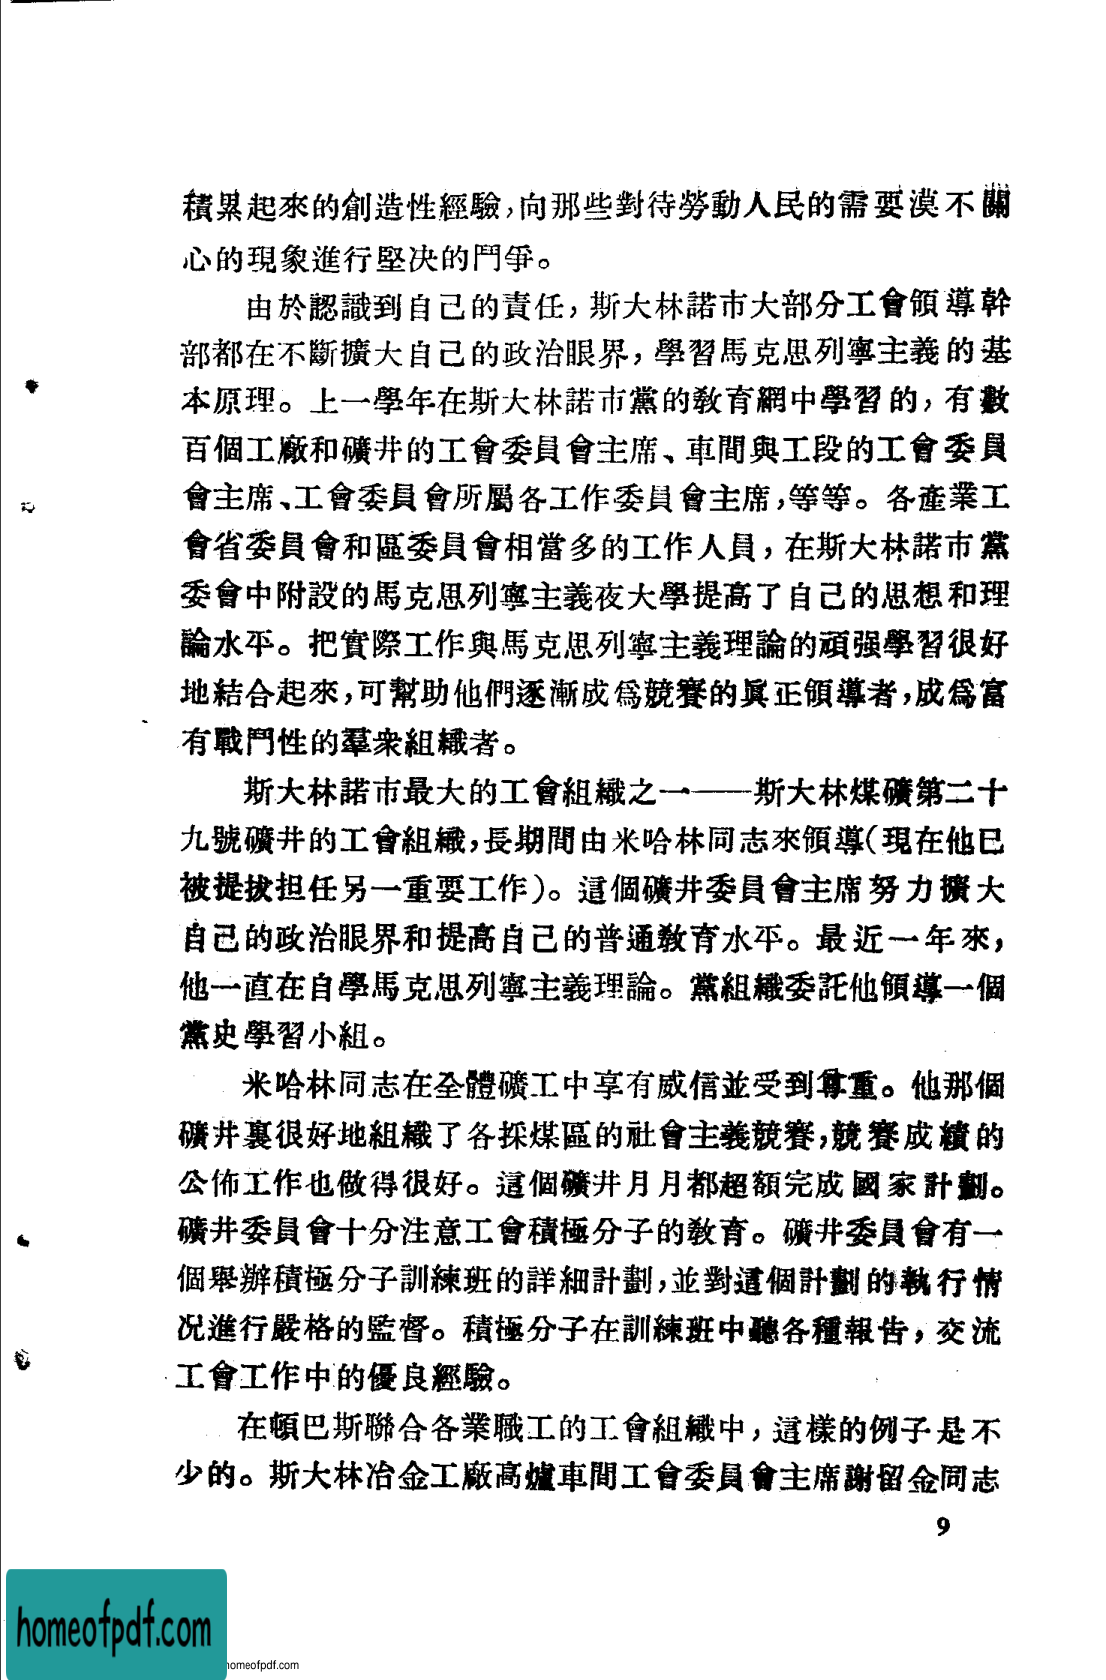 積累起來的創造性經驗,向那些對待勞動人民的需要漠不關
心的現象進行堅决的鬥爭。
由於認識到自己的責任,斯大林諾市大部分工會領導幹
部都在不斷擴大自己的政治眼界,學習馬克思列寧主義的基
本原理。上一學年在斯大林諾市黨的敎育網中學習的,有數
百個工廠和礦井的工會委員會主席、車間與工段的工會委員
會主席、工會委員會所屬各工作委員會主席,等等。各產業工
會省委員會和區委員會相當多的工作人員,在斯大林諾市黨
委會中附設的馬克思列寧主義夜大學提高了自己的思想和理
論水平。把實際工作與馬克思列寧主義理論的頑强學習很好
地結合起來,可幫助他們逐漸成爲競賽的眞正領導者,成爲富
有戰鬥性的羣衆組織者。
斯大林諾市最大的工會組織之一——斯大林煤礦第二十
九號礦井的工會組織,長期間由米哈林同志來領導(現在他已
被提拔担任另一重要工作)。這個礦井委員會主席努力擴大
自己的政治眼界和提高自己的普通敎育水平。最近一年來,
他一直在自學馬克思列寧主義理論。黨組織委託他領導一個
黨史學習小組。
米哈林同志在全體礦工中享有威信並受到尊重。他那個
礦井裏很好地組織了各採煤區的社會主義競賽,競賽成績的
公佈工作也做得很好。這個礦井月月都超額完成國家計劃。
礦井委員會十分注意工會積極分子的敎育。礦井委員會有一
個舉辦積極分子訓練班的詳細計劃,並對這個計劃的執行情
况進行嚴格的監督。積極分子在訓練班中聽各種報告,交流
工會工作中的優良經驗。
在頓巴斯聯合各業職工的工會組織中,這樣的例子是不
少的。斯大林冶金工廠高爐車間工會委員會主席謝留金同志
9
homeofpdf.com
homeofpdf.com